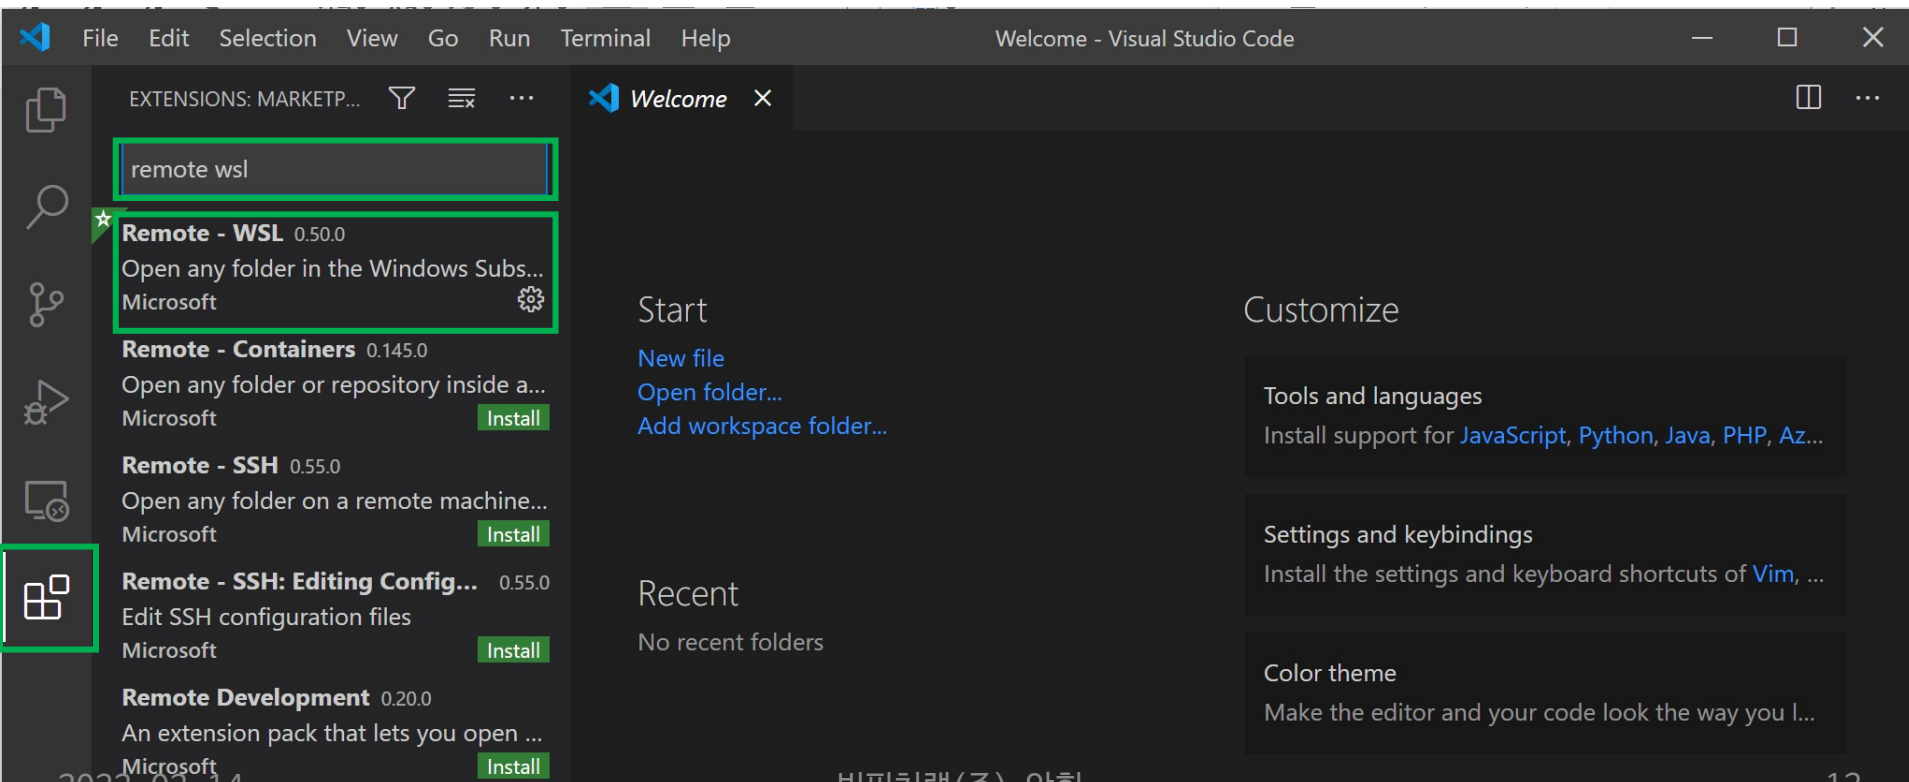 File Edit Selection View Go Run Terminal Help Welcome - Visual Studio Code
EXTENSIONS: MARKETP...
Welcome
remote wsl
Remote - WSL 0.50.0
Open any folder in the Windows Subs...
Microsoft
Remote - Containers 0.145.0
Open any folder or repository inside a...
Microsoft Install
Remote - SSH 0.55.0
Open any folder on a remote machine...
Microsoft Install
Remote - SSH: Editing Config... 0.55.0
Edit SSH configuration files
Microsoft Install
Remote Development 0.20.0
An extension pack that lets you open ...
Microsoft Install
Start
New file
Open folder...
Add workspace folder...
Recent
No recent folders
Customize
Tools and languages
Install support for JavaScript, Python, Java, PHP, Az...
Settings and keybindings
Install the settings and keyboard shortcuts of Vim, ...
Color theme
Make the editor and your code look the way you l...